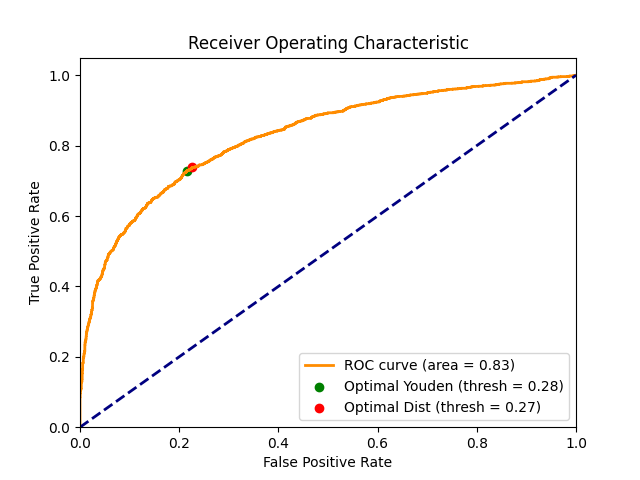 Receiver Operating Characteristic
True Positive Rate
1.0
0.8
0.6
0.4
0.2
0.0
0.0 0.2 0.4 0.6 0.8 1.0
False Positive Rate
ROC curve (area = 0.83)
Optimal Youden (thresh = 0.28)
Optimal Dist (thresh = 0.27)